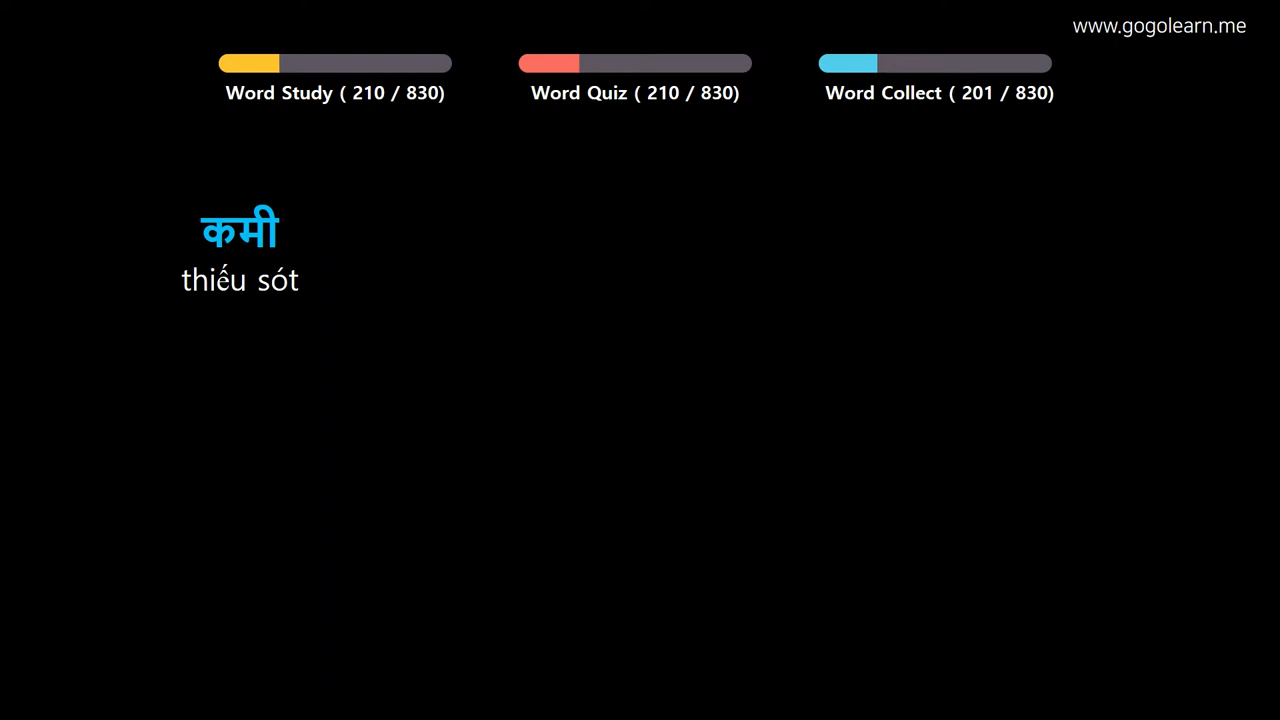 www.gogolearn.me
Word Study ( 210 / 830)
Word Quiz ( 210 / 830)
Word Collect ( 201 / 830)
कमी
thiếu sót